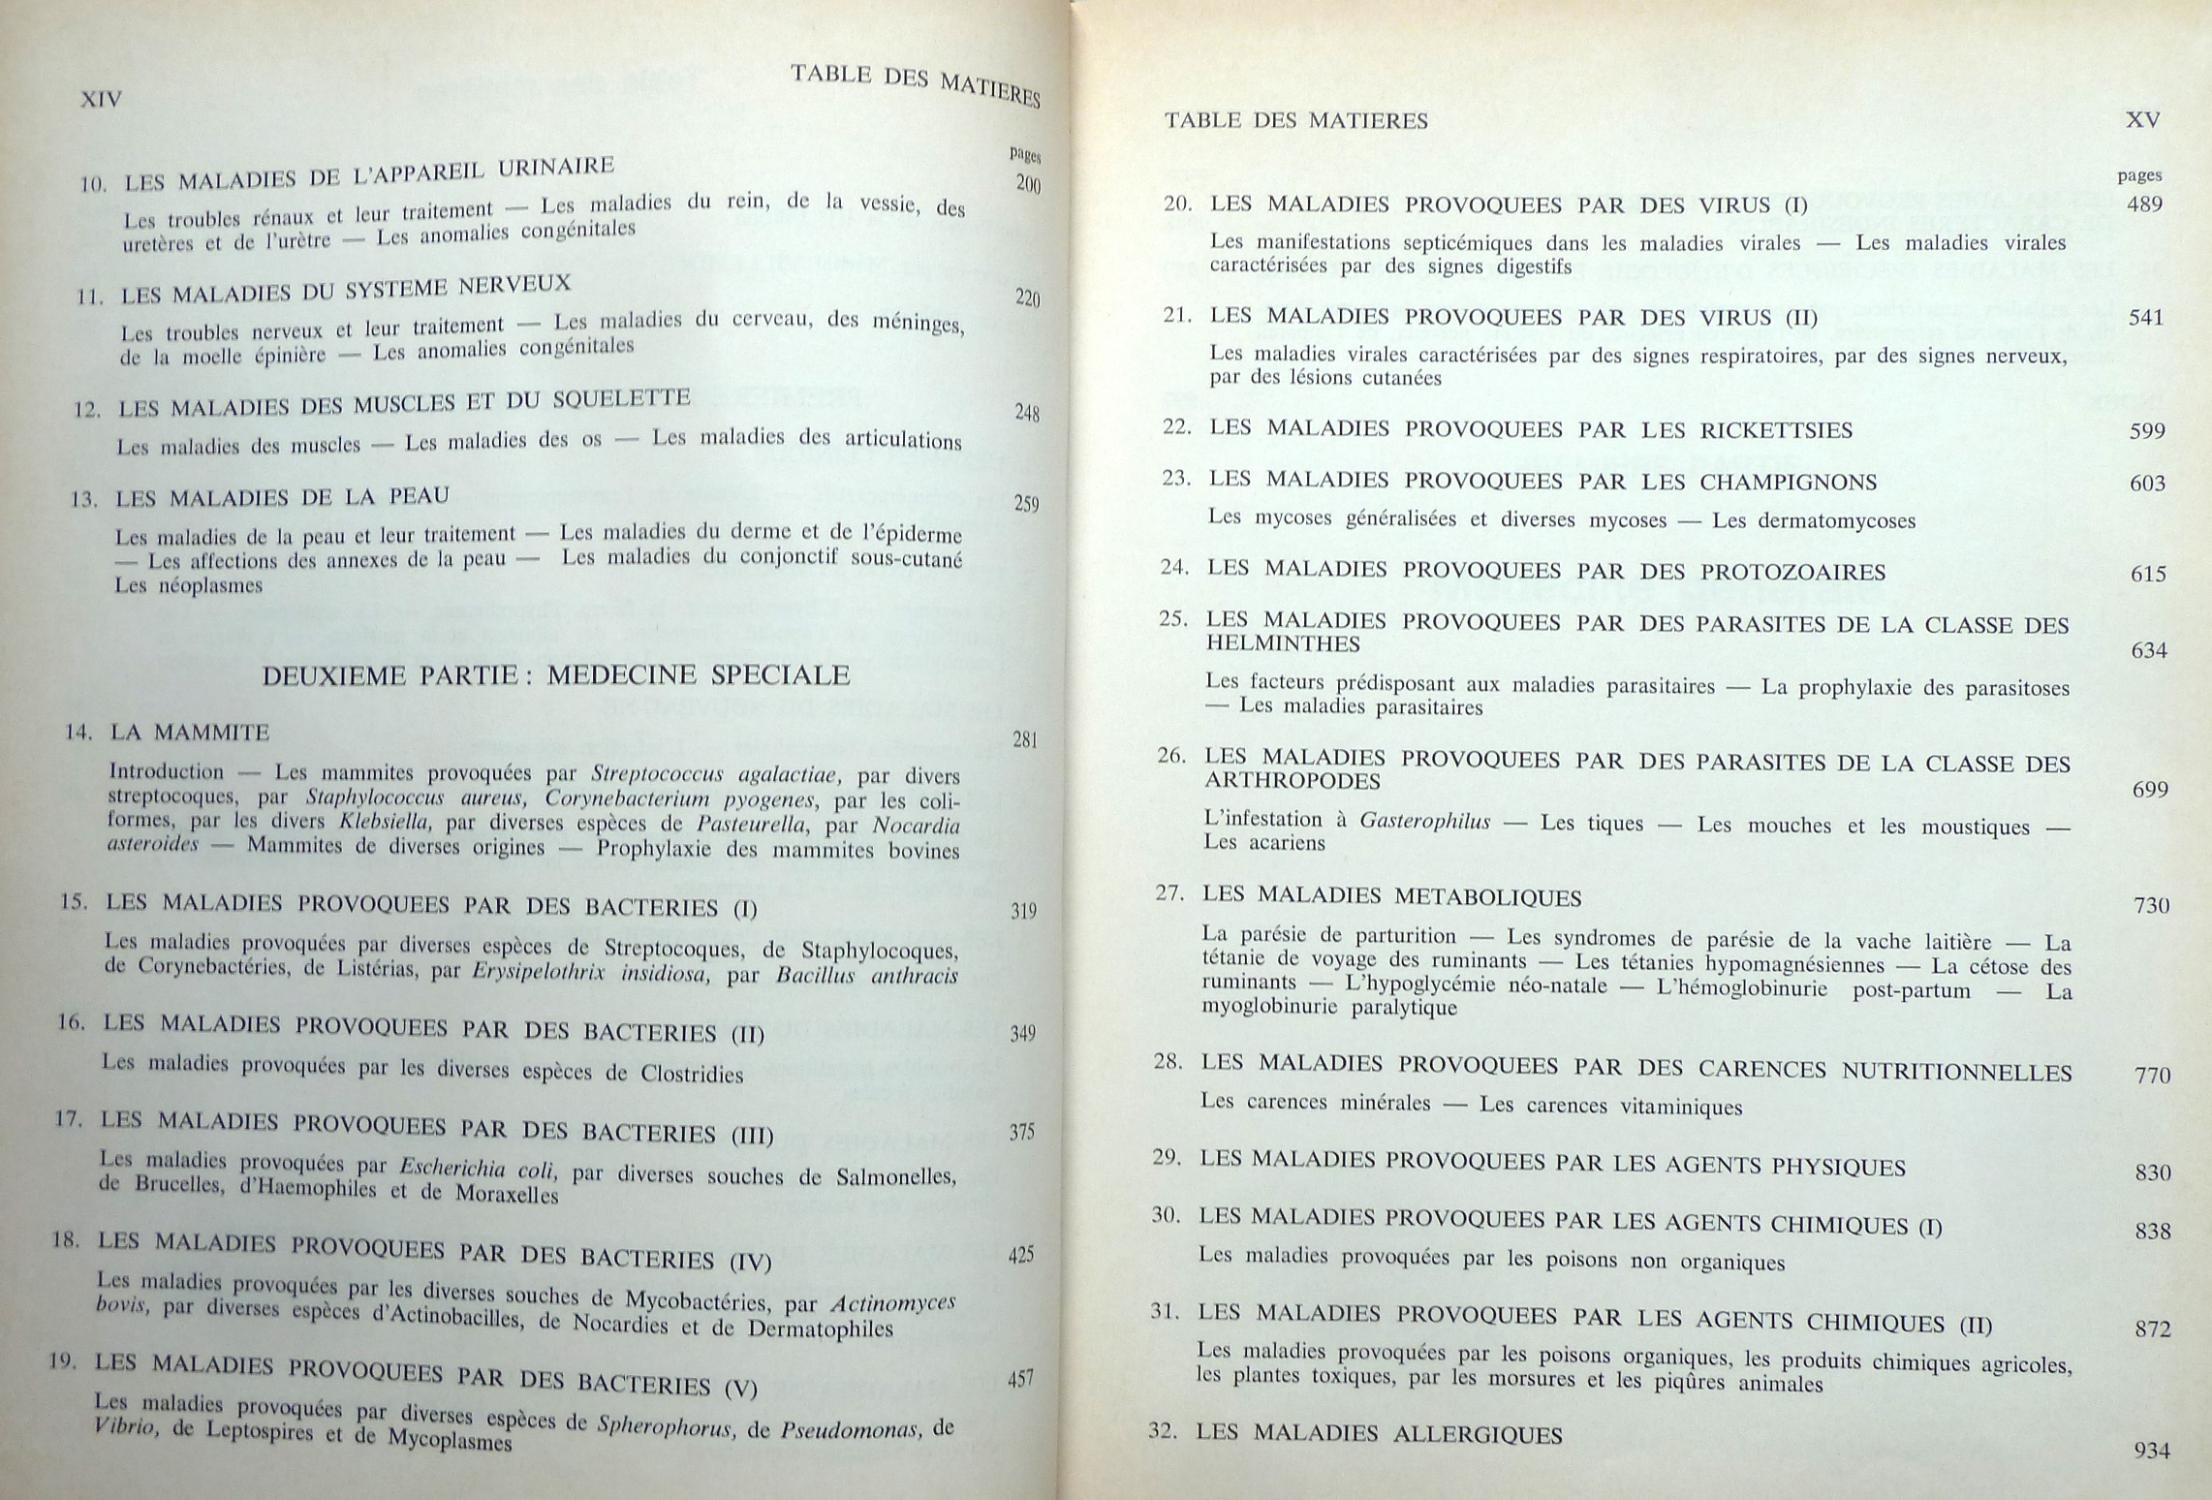 XIV
TABLE DES MATIERES
pages
10. LES MALADIES DE L'APPAREIL URINAIRE 200
Les troubles rénaux et leur traitement — Les maladies du rein, de la vessie, des
uretères et de l'urètre — Les anomalies congénitales
11. LES MALADIES DU SYSTEME NERVEUX 220
Les troubles nerveux et leur traitement — Les maladies du cerveau, des méninges,
de la moelle épinière — Les anomalies congénitales
12. LES MALADIES DES MUSCLES ET DU SQUELETTE 248
Les maladies des muscles — Les maladies des os — Les maladies des articulations
13. LES MALADIES DE LA PEAU 259
Les maladies de la peau et leur traitement — Les maladies du derme et de l'épiderme
— Les affections des annexes de la peau — Les maladies du conjonctif sous-cutané
Les néoplasmes
DEUXIEME PARTIE : MEDECINE SPECIALE
14. LA MAMMITE 281
Introduction — Les mammites provoquées par Streptococcus agalactiae, par divers
streptocoques, par Staphylococcus aureus, Corynebacterium pyogenes, par les coli-
formes, par les divers Klebsiella, par diverses espèces de Pasteurella, par Nocardia
asteroides — Mammites de diverses origines — Prophylaxie des mammites bovines
15. LES MALADIES PROVOQUEES PAR DES BACTERIES (I) 319
Les maladies provoquées par diverses espèces de Streptocoques, de Staphylocoques,
de Corynebactéries, de Listérias, par Erysipelothrix insidiosa, par Bacillus anthracis
16. LES MALADIES PROVOQUEES PAR DES BACTERIES (II) 349
Les maladies provoquées par les diverses espèces de Clostridies
17. LES MALADIES PROVOQUEES PAR DES BACTERIES (III) 375
Les maladies provoquées par Escherichia coli, par diverses souches de Salmonelles,
de Brucelles, d'Haemophiles et de Moraxelles
18. LES MALADIES PROVOQUEES PAR DES BACTERIES (IV) 425
Les maladies provoquées par les diverses souches de Mycobactéries, par Actinomyces
bovis, par diverses espèces d'Actinobacilles, de Nocardies et de Dermatophiles
19. LES MALADIES PROVOQUEES PAR DES BACTERIES (V) 457
Les maladies provoquées par diverses espèces de Spherophorus, de Pseudomonas, de
Vibrio, de Leptospires et de Mycoplasmes
TABLE DES MATIERES XV
pages
20. LES MALADIES PROVOQUEES PAR DES VIRUS (I) 489
Les manifestations septicémiques dans les maladies virales — Les maladies virales
caractérisées par des signes digestifs
21. LES MALADIES PROVOQUEES PAR DES VIRUS (II) 541
Les maladies virales caractérisées par des signes respiratoires, par des signes nerveux,
par des lésions cutanées
22. LES MALADIES PROVOQUEES PAR LES RICKETTSIES 599
23. LES MALADIES PROVOQUEES PAR LES CHAMPIGNONS 603
Les mycoses généralisées et diverses mycoses — Les dermatomycoses
24. LES MALADIES PROVOQUEES PAR DES PROTOZOAIRES 615
25. LES MALADIES PROVOQUEES PAR DES PARASITES DE LA CLASSE DES
HELMINTHES 634
Les facteurs prédisposant aux maladies parasitaires — La prophylaxie des parasitoses
— Les maladies parasitaires
26. LES MALADIES PROVOQUEES PAR DES PARASITES DE LA CLASSE DES
ARTHROPODES 699
L'infestation à Gasterophilus — Les tiques — Les mouches et les moustiques —
Les acariens
27. LES MALADIES METABOLIQUES 730
La parésie de parturition — Les syndromes de parésie de la vache laitière — La
tétanie de voyage des ruminants — Les tétanies hypomagnésiennes — La cétose des
ruminants — L'hypoglycémie néo-natale — L'hémoglobinurie post-partum — La
myoglobinurie paralytique
28. LES MALADIES PROVOQUEES PAR DES CARENCES NUTRITIONNELLES 770
Les carences minérales — Les carences vitaminiques
29. LES MALADIES PROVOQUEES PAR LES AGENTS PHYSIQUES 830
30. LES MALADIES PROVOQUEES PAR LES AGENTS CHIMIQUES (I) 838
Les maladies provoquées par les poisons non organiques
31. LES MALADIES PROVOQUEES PAR LES AGENTS CHIMIQUES (II) 872
Les maladies provoquées par les poisons organiques, les produits chimiques agricoles,
les plantes toxiques, par les morsures et les piqûres animales
32. LES MALADIES ALLERGIQUES 934